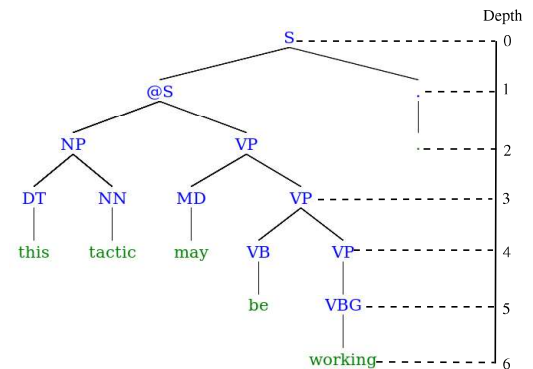 Depth
S 0
@S . 1
NP VP . 2
DT NN MD VP 3
this tactic may VB VP 4
be VBG 5
working 6